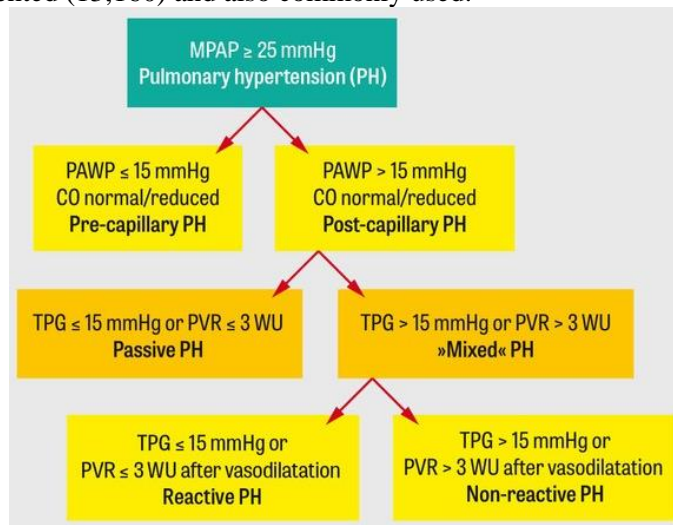 MPAP ≥ 25 mmHg
Pulmonary hypertension (PH)
PAWP ≤ 15 mmHg
CO normal/reduced
Pre-capillary PH
PAWP > 15 mmHg
CO normal/reduced
Post-capillary PH
TPG ≤ 15 mmHg or PVR ≤ 3 WU
Passive PH
TPG > 15 mmHg or PVR > 3 WU
»Mixed« PH
TPG ≤ 15 mmHg or
PVR ≤ 3 WU after vasodilatation
Reactive PH
TPG > 15 mmHg or
PVR > 3 WU after vasodilatation
Non-reactive PH